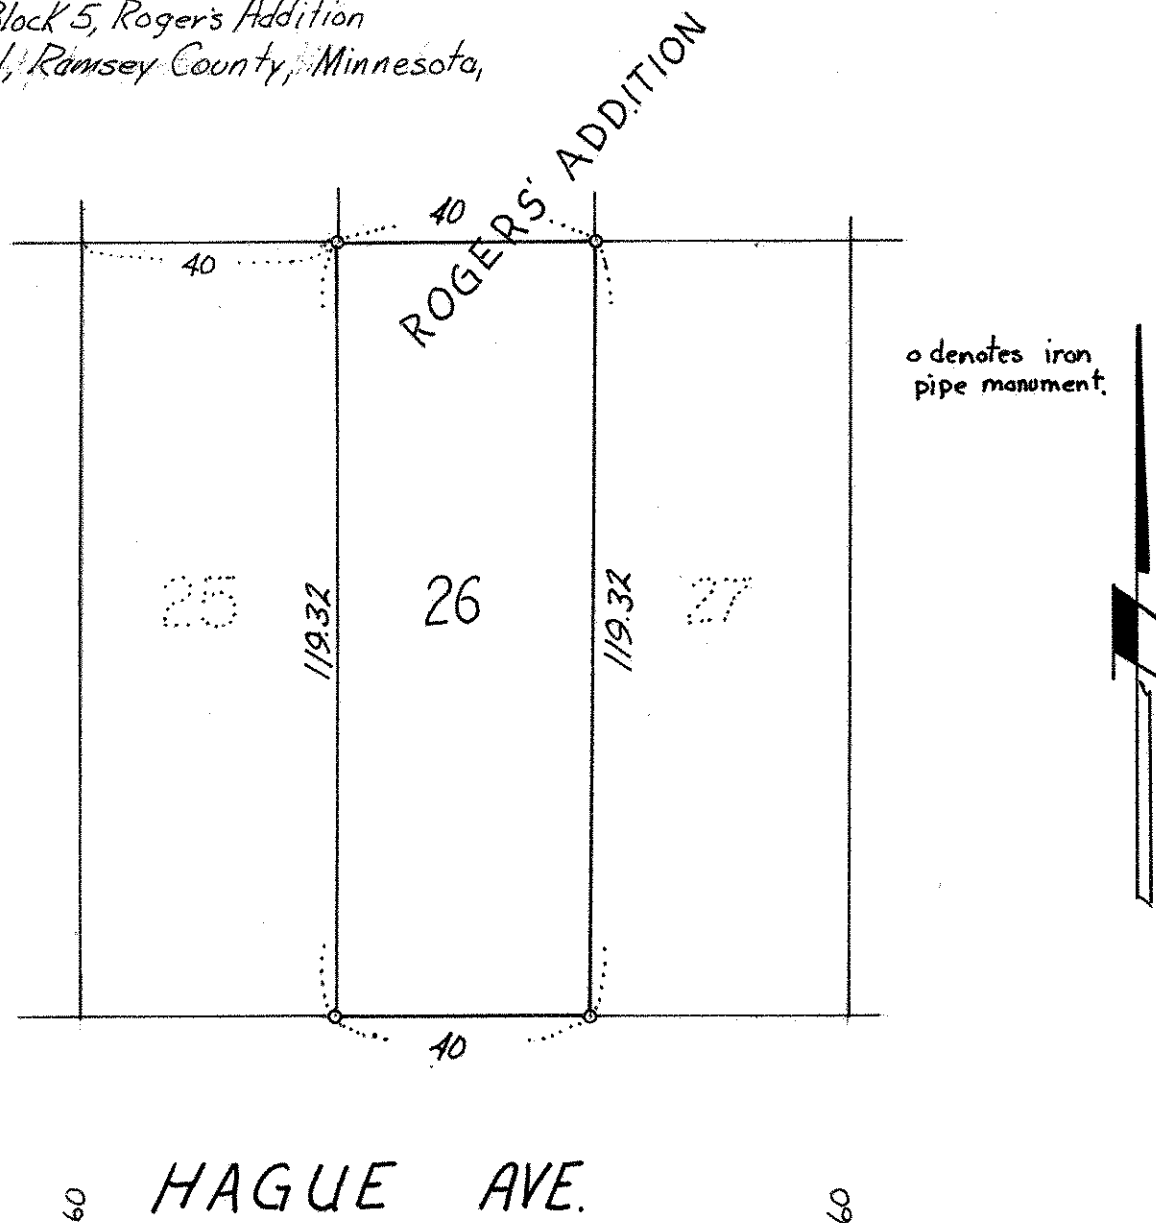 Block 5, Roger's Addition
Ramsey County, Minnesota,
ROGERS' ADDITION
40
40
o denotes iron
pipe monument.
25
119.32
26
119.32
27
40
60
HAGUE AVE.
60